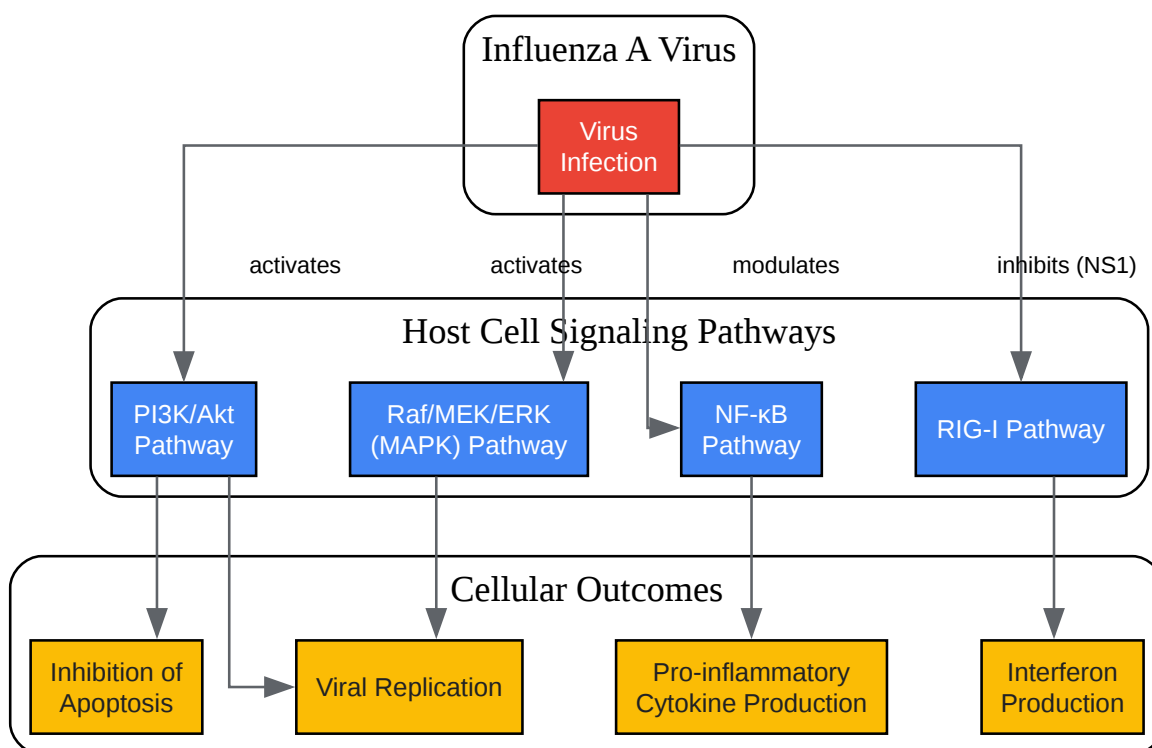 Influenza A Virus
Virus
Infection
activates
activates
modulates
inhibits (NS1)
Host Cell Signaling Pathways
PI3K/Akt
Pathway
Raf/MEK/ERK
(MAPK) Pathway
NF-κB
Pathway
RIG-I Pathway
Cellular Outcomes
Inhibition of
Apoptosis
Viral Replication
Pro-inflammatory
Cytokine Production
Interferon
Production